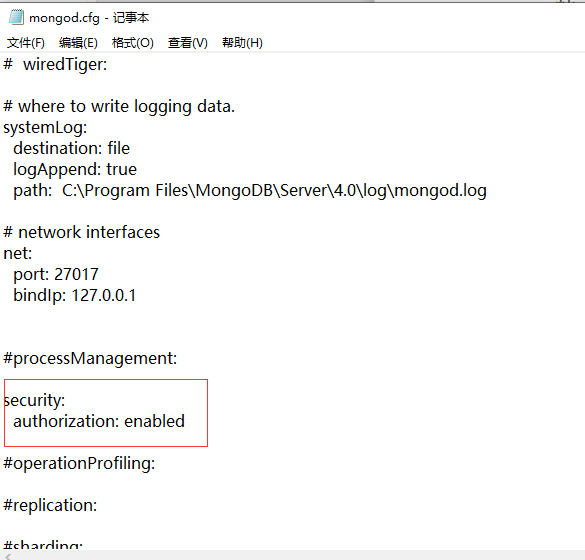 mongod.cfg - 记事本
文件(F) 编辑(E) 格式(O) 查看(V) 帮助(H)
#  wiredTiger:
# where to write logging data.
systemLog:
  destination: file
  logAppend: true
  path:  C:\Program Files\MongoDB\Server\4.0\log\mongod.log
# network interfaces
net:
  port: 27017
  bindIp: 127.0.0.1
#processManagement:
security:
  authorization: enabled
#operationProfiling:
#replication:
#sharding: